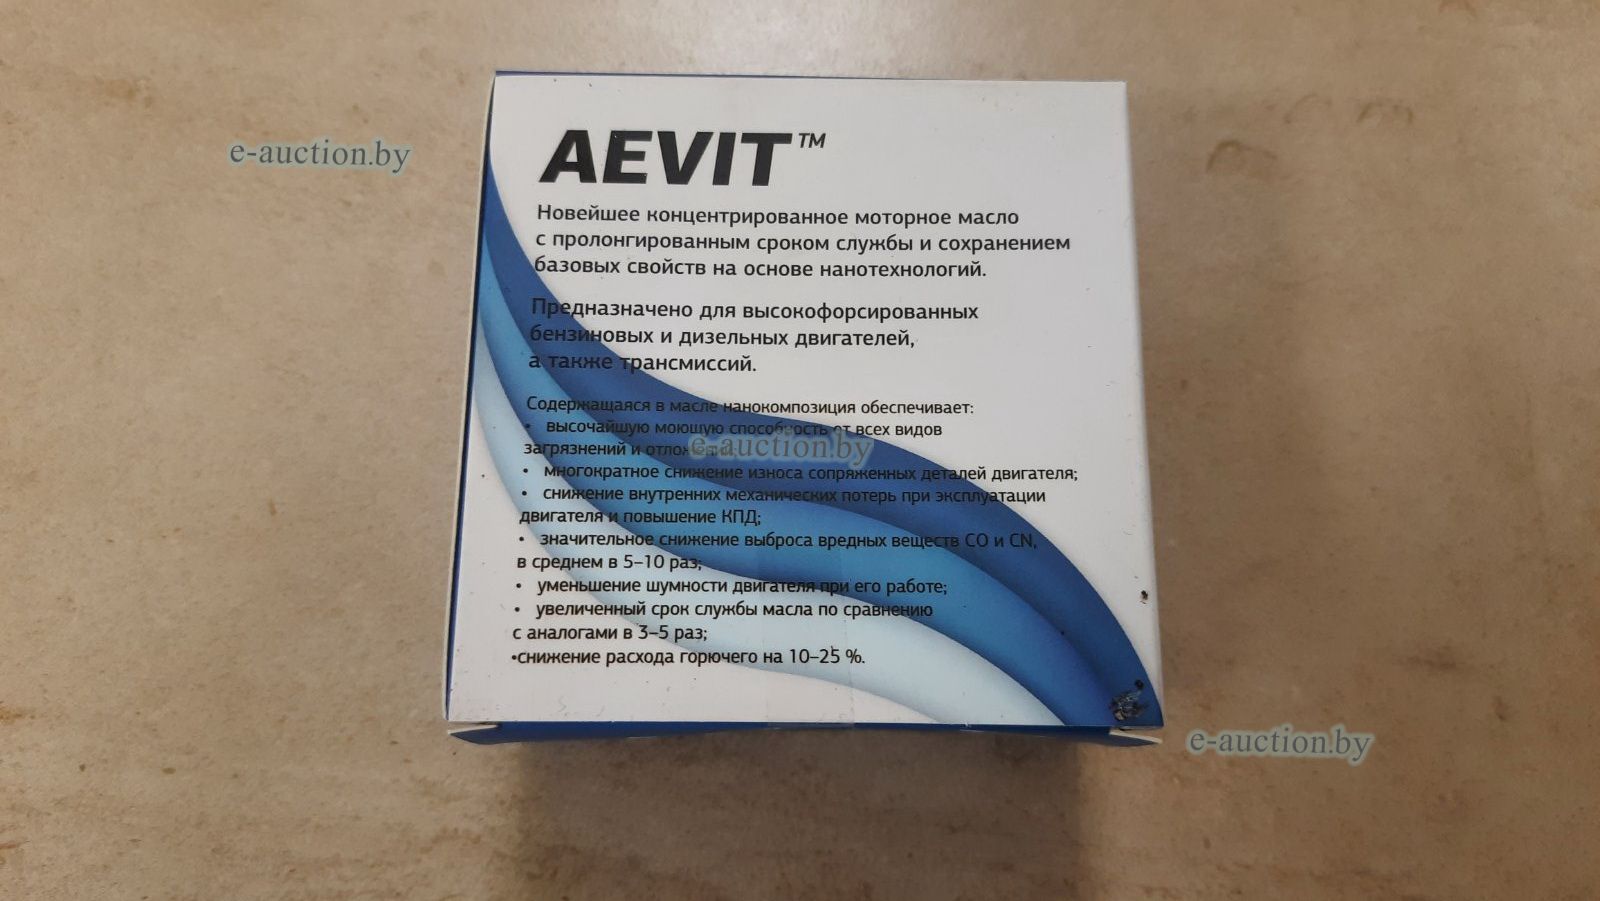 AEVIT™
e-auction.by
Новейшее концентрированное моторное масло
с пролонгированным сроком службы и сохранением
базовых свойств на основе нанотехнологий.
Предназначено для высокофорсированных
бензиновых и дизельных двигателей,
а также трансмиссий.
Содержащаяся в масле нанокомпозиция обеспечивает:
• высочайшую моющую способность от всех видов
загрязнений и
e-auction.by
• многократное снижение износа сопряженных деталей двигателя;
• снижение внутренних механических потерь при эксплуатации
двигателя и повышение КПД;
• значительное снижение выброса вредных веществ CO и CN,
в среднем в 5–10 раз;
• уменьшение шумности двигателя при его работе;
• увеличенный срок службы масла по сравнению
с аналогами в 3–5 раз;
•снижение расхода горючего на 10–25 %.
e-auction.by